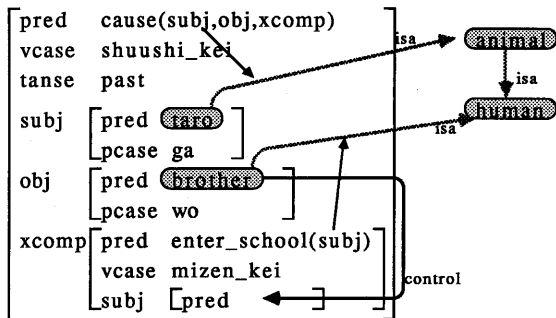 pred cause(subj,obj,xcomp)
isa
animal
vcase shuushi_kei
tanse past
isa
subj [pred taro]
human
isa
pcase ga
obj [pred brother]
pcase wo
xcomp [pred enter_school(subj)
vcase mizen_kei
control
subj [pred ]